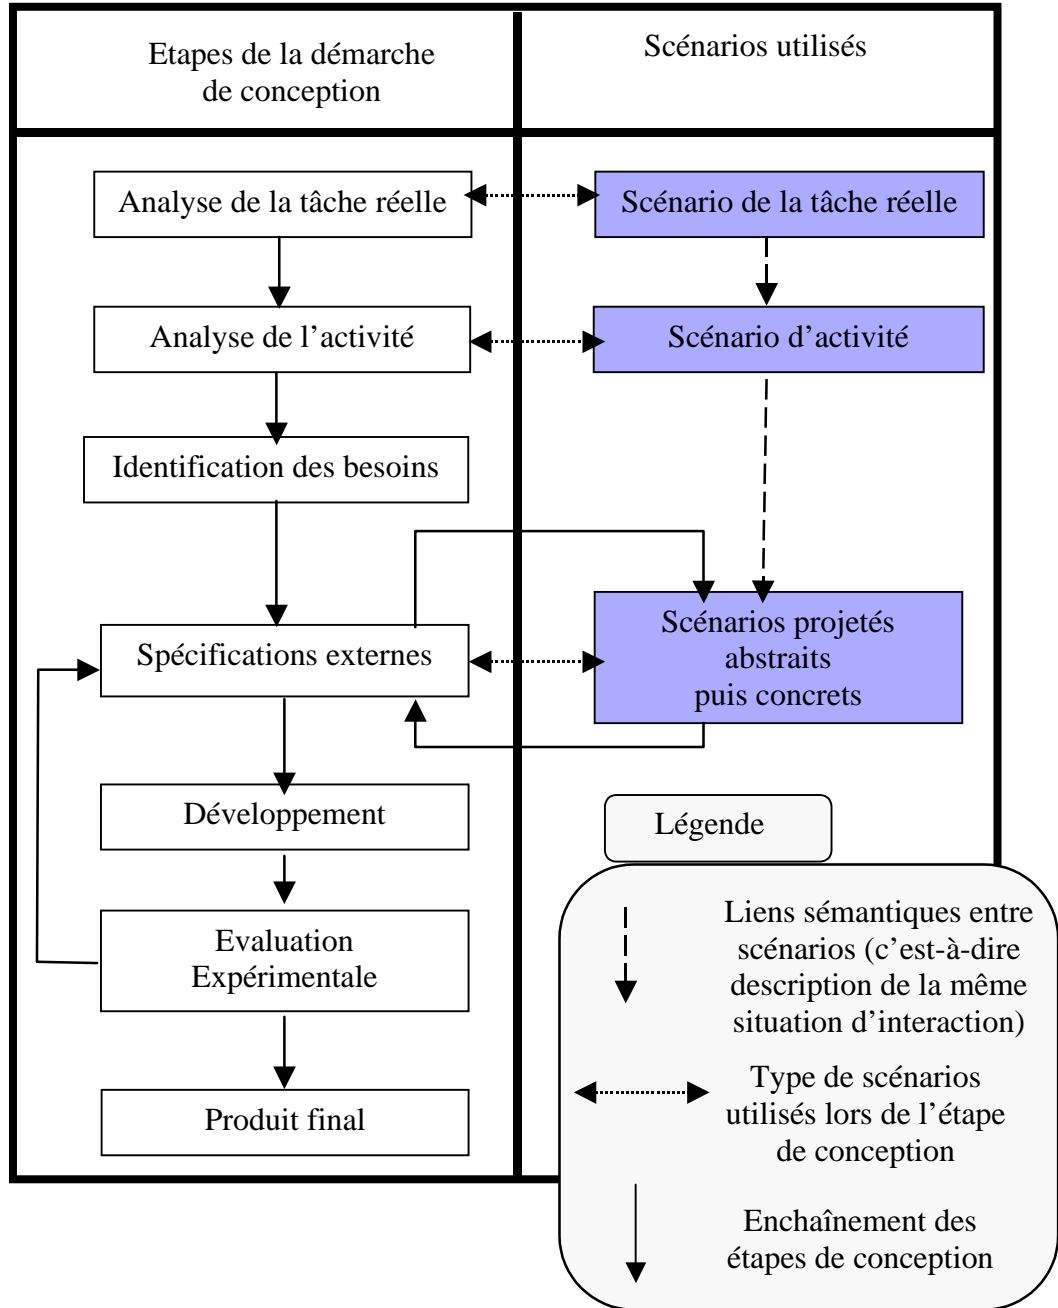 Etapes de la démarche
de conception
Scénarios utilisés
Analyse de la tâche réelle
Scénario de la tâche réelle
Analyse de l’activité
Scénario d’activité
Identification des besoins
Spécifications externes
Scénarios projetés
abstraits
puis concrets
Développement
Evaluation
Expérimentale
Produit final
Légende
Liens sémantiques entre
scénarios (c’est-à-dire
description de la même
situation d’interaction)
Type de scénarios
utilisés lors de l’étape
de conception
Enchaînement des
étapes de conception